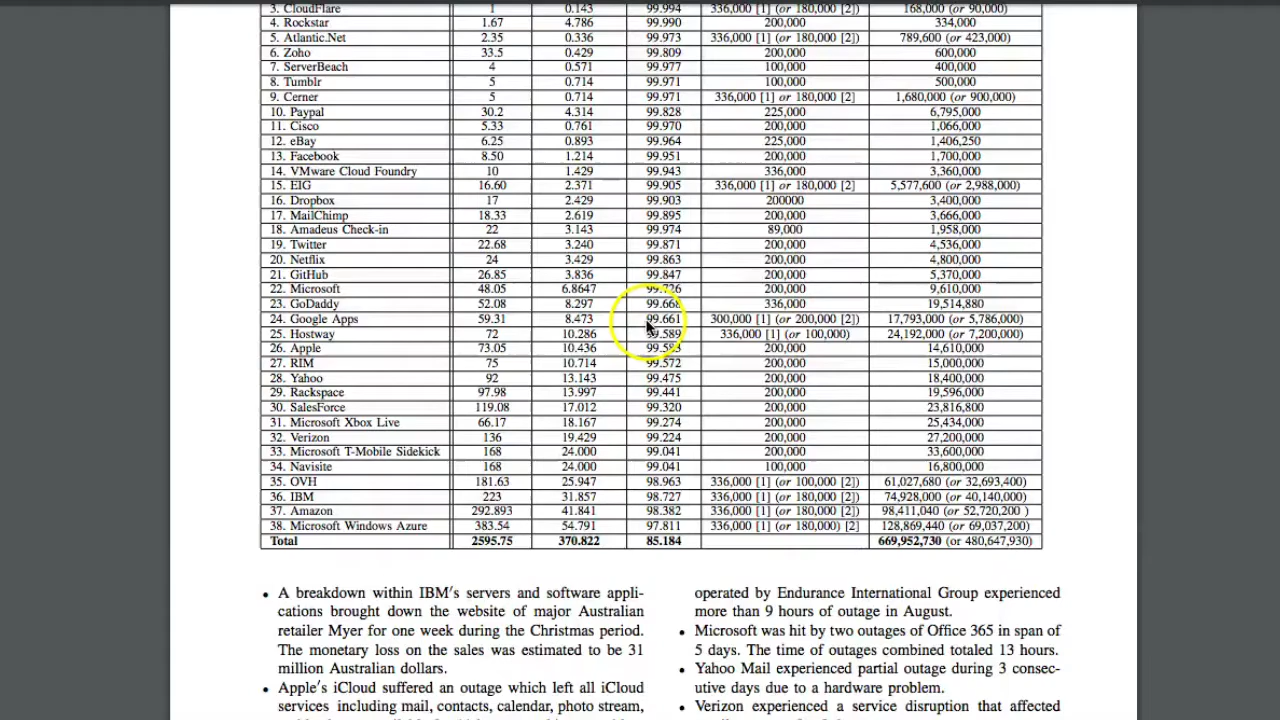 3. CloudFlare 1 0.143 99.994 336,000 [1] (or 180,000 [2]) 168,000 (or 90,000)
4. Rockstar 1.67 4.786 99.990 200,000 334,000
5. Atlantic.Net 2.35 0.336 99.973 336,000 [1] (or 180,000 [2]) 789,600 (or 423,000)
6. Zoho 33.5 0.429 99.809 200,000 600,000
7. ServerBeach 4 0.571 99.977 100,000 400,000
8. Tumblr 5 0.714 99.971 100,000 500,000
9. Cerner 5 0.714 99.971 336,000 [1] or 180,000 [2] 1,680,000 (or 900,000)
10. Paypal 30.2 4.314 99.828 225,000 6,795,000
11. Cisco 5.33 0.761 99.970 200,000 1,066,000
12. eBay 6.25 0.893 99.964 225,000 1,406,250
13. Facebook 8.50 1.214 99.951 200,000 1,700,000
14. VMware Cloud Foundry 10 1.429 99.943 336,000 3,360,000
15. EIG 16.60 2.371 99.905 336,000 [1] or 180,000 [2] 5,577,600 (or 2,988,000)
16. Dropbox 17 2.429 99.903 200000 3,400,000
17. MailChimp 18.33 2.619 99.895 200,000 3,666,000
18. Amadeus Check-in 22 3.143 99.974 89,000 1,958,000
19. Twitter 22.68 3.240 99.871 200,000 4,536,000
20. Netflix 24 3.429 99.863 200,000 4,800,000
21. GitHub 26.85 3.836 99.847 200,000 5,370,000
22. Microsoft 48.05 6.8647 99.726 200,000 9,610,000
23. GoDaddy 52.08 8.297 99.668 336,000 19,514,880
24. Google Apps 59.31 8.473 99.661 300,000 [1] (or 200,000 [2]) 17,793,000 (or 5,786,000)
25. Hostway 72 10.286 99.589 336,000 [1] (or 100,000) 24,192,000 (or 7,200,000)
26. Apple 73.05 10.436 99.583 200,000 14,610,000
27. RIM 75 10.714 99.572 200,000 15,000,000
28. Yahoo 92 13.143 99.475 200,000 18,400,000
29. Rackspace 97.98 13.997 99.441 200,000 19,596,000
30. SalesForce 119.08 17.012 99.320 200,000 23,816,800
31. Microsoft Xbox Live 66.17 18.167 99.274 200,000 25,434,000
32. Verizon 136 19.429 99.224 200,000 27,200,000
33. Microsoft T-Mobile Sidekick 168 24.000 99.041 200,000 33,600,000
34. Navisite 168 24.000 99.041 100,000 16,800,000
35. OVH 181.63 25.947 98.963 336,000 [1] (or 100,000 [2]) 61,027,680 (or 32,693,400)
36. IBM 223 31.857 98.727 336,000 [1] (or 180,000 [2]) 74,928,000 (or 40,140,000)
37. Amazon 292.893 41.841 98.382 336,000 [1] (or 180,000 [2]) 98,411,040 (or 52,720,200 )
38. Microsoft Windows Azure 383.54 54.791 97.811 336,000 [1] (or 180,000) [2] 128,869,440 (or 69,037,200)
Total 2595.75 370.822 85.184 669,952,730 (or 480,647,930)
• A breakdown within IBM's servers and software appli-
cations brought down the website of major Australian
retailer Myer for one week during the Christmas period.
The monetary loss on the sales was estimated to be 31
million Australian dollars.
• Apple's iCloud suffered an outage which left all iCloud
services including mail, contacts, calendar, photo stream,
operated by Endurance International Group experienced
more than 9 hours of outage in August.
• Microsoft was hit by two outages of Office 365 in span of
5 days. The time of outages combined totaled 13 hours.
• Yahoo Mail experienced partial outage during 3 consec-
utive days due to a hardware problem.
• Verizon experienced a service disruption that affected